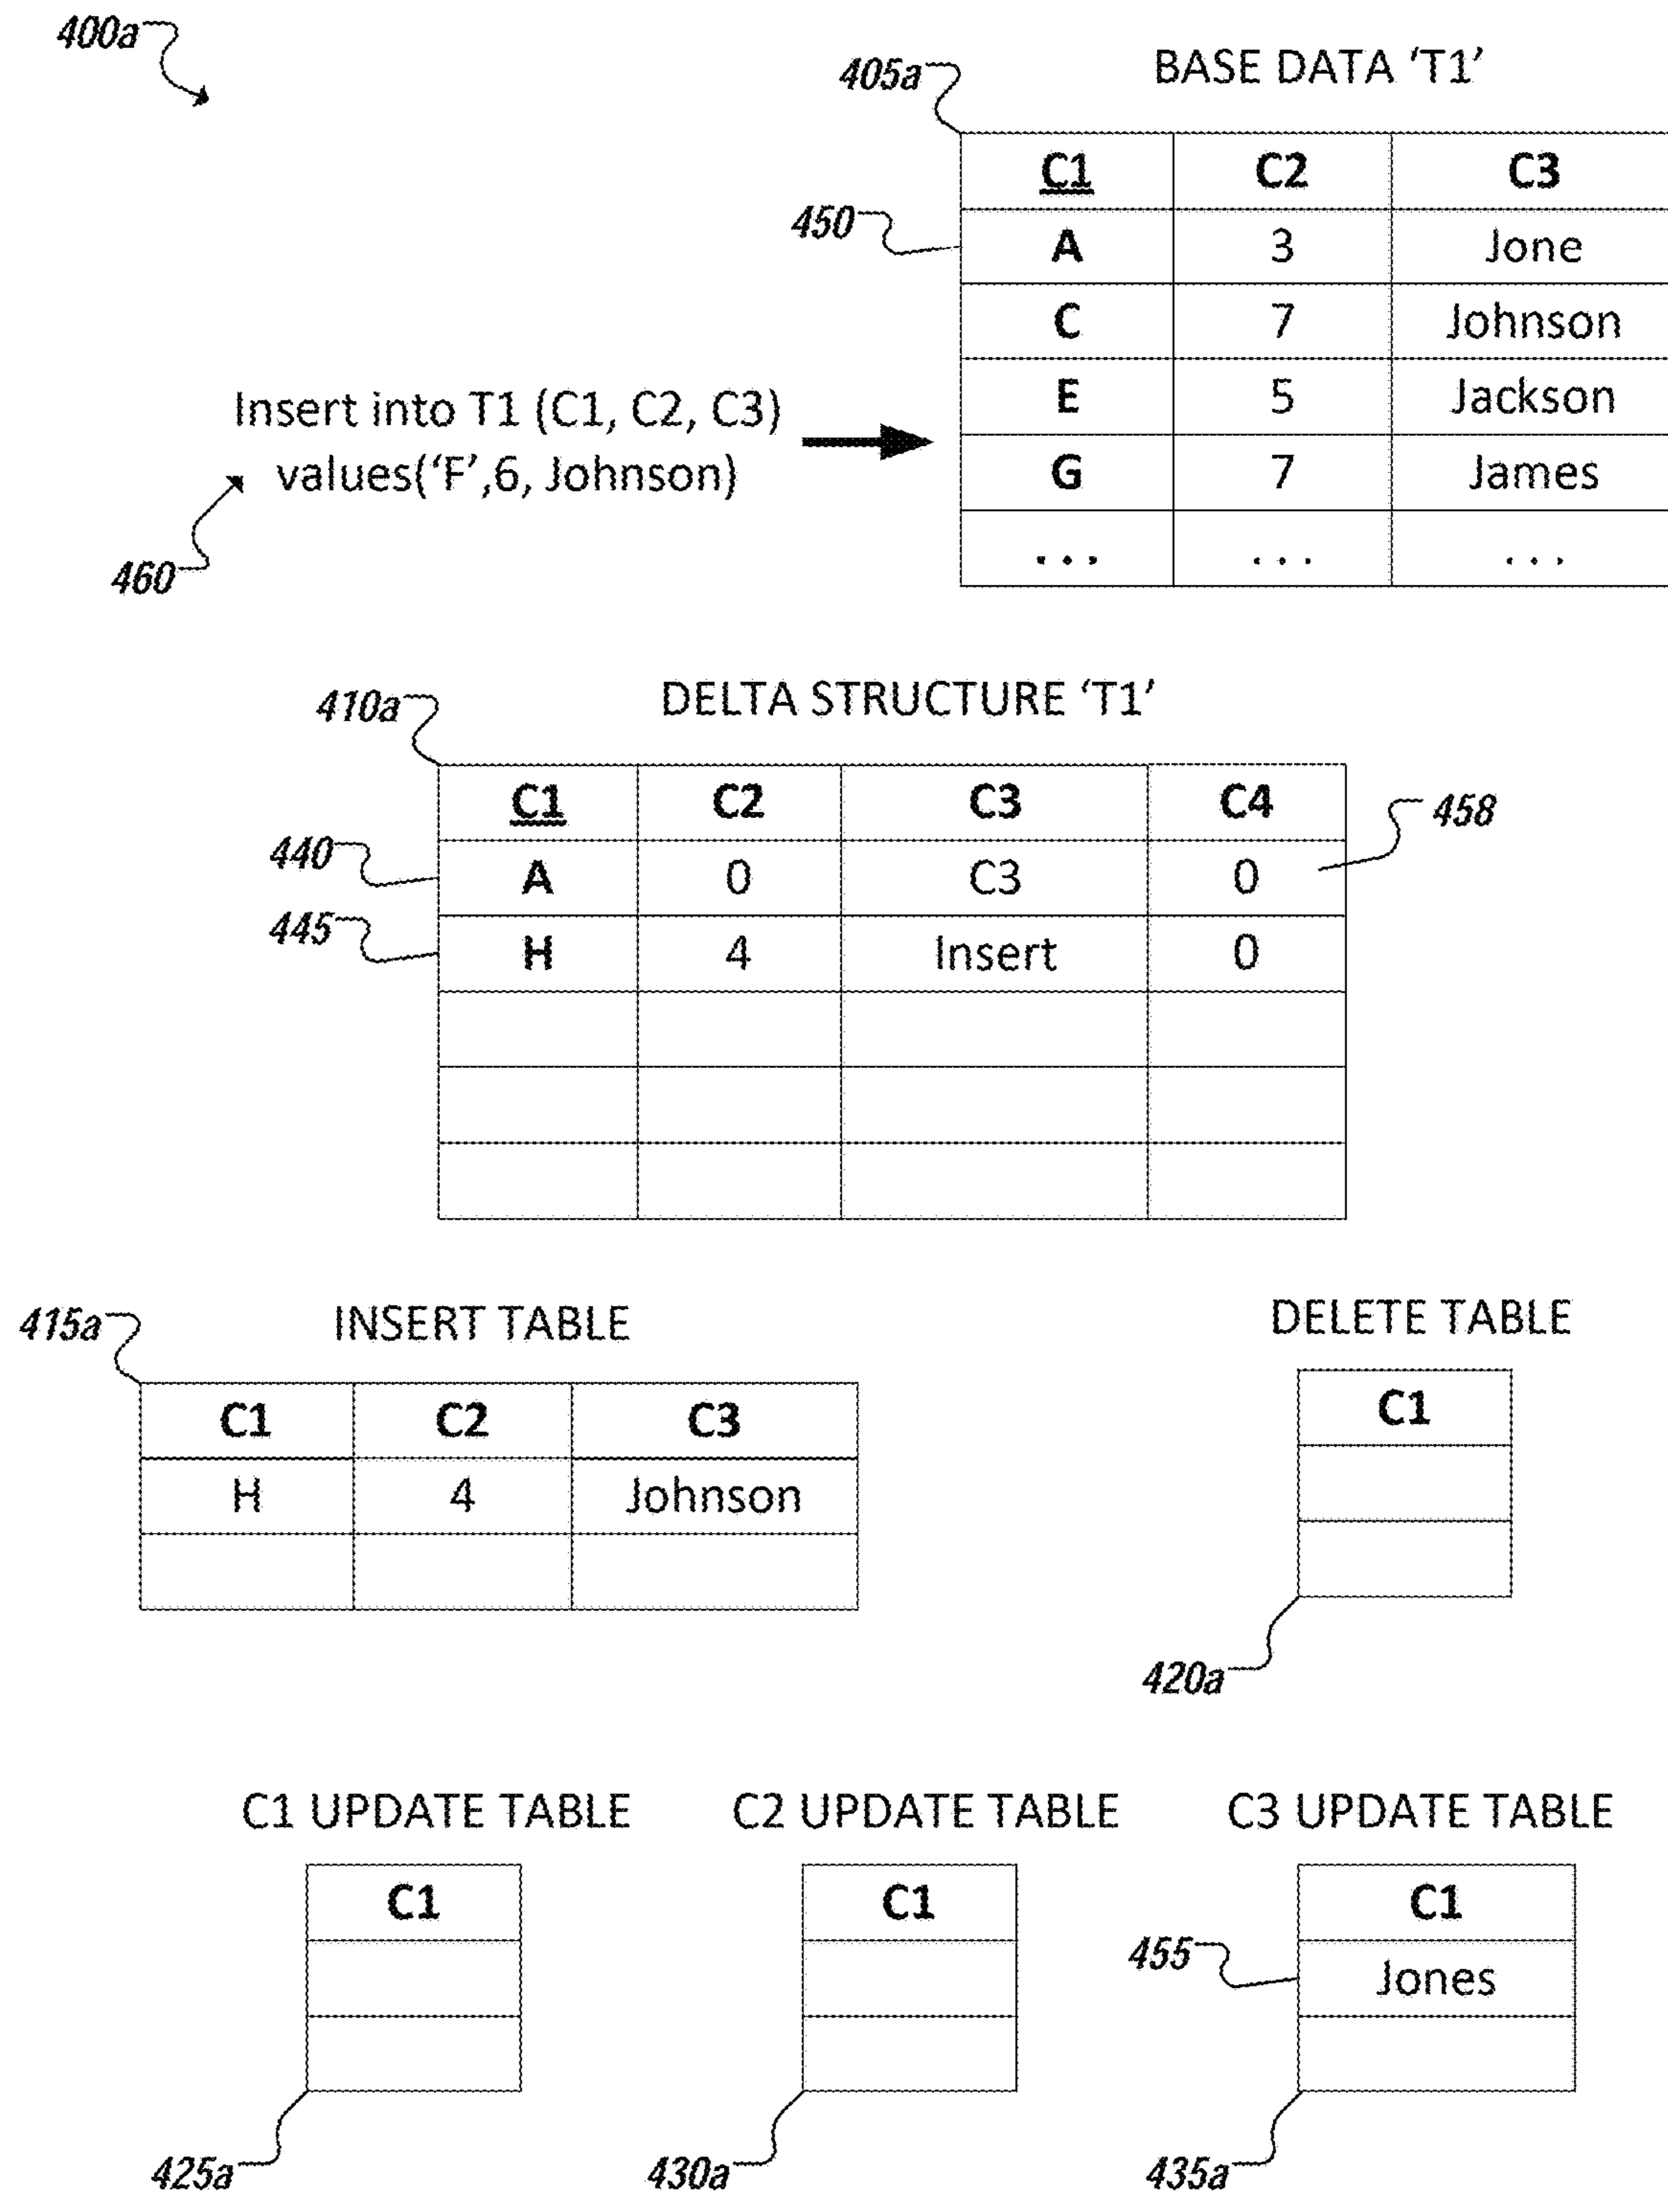 400a
405a
BASE DATA ‘T1’
C1 C2 C3
450
A 3 Jone
C 7 Johnson
E 5 Jackson
G 7 James
... ... ...
Insert into T1 (C1, C2, C3)
values(‘F’,6, Johnson)
460
410a
DELTA STRUCTURE ‘T1’
C1 C2 C3 C4
458
440
A 0 C3 0
445
H 4 Insert 0
415a
INSERT TABLE
C1 C2 C3
H 4 Johnson
DELETE TABLE
C1
420a
C1 UPDATE TABLE
C1
425a
C2 UPDATE TABLE
C1
430a
C3 UPDATE TABLE
C1
455
Jones
435a